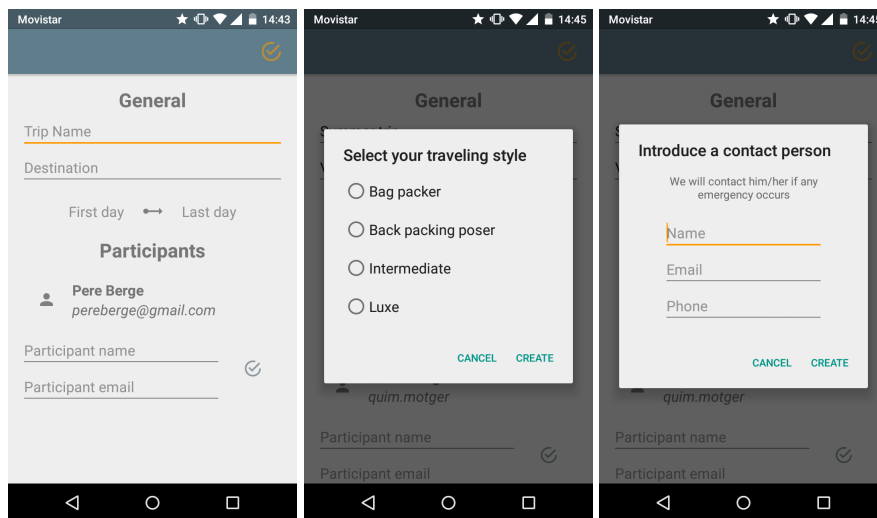 Movistar 14:43
General
Trip Name
Destination
First day Last day
Participants
Pere Berge
pereberge@gmail.com
Participant name
Participant email
Movistar 14:45
General
Select your traveling style
Bag packer
Back packing poser
Intermediate
Luxe
CANCEL CREATE
quim.motger
Participant name
Participant email
Movistar 14:45
General
Introduce a contact person
We will contact him/her if any
emergency occurs
Name
Email
Phone
CANCEL CREATE
quim.motger
Participant name
Participant email